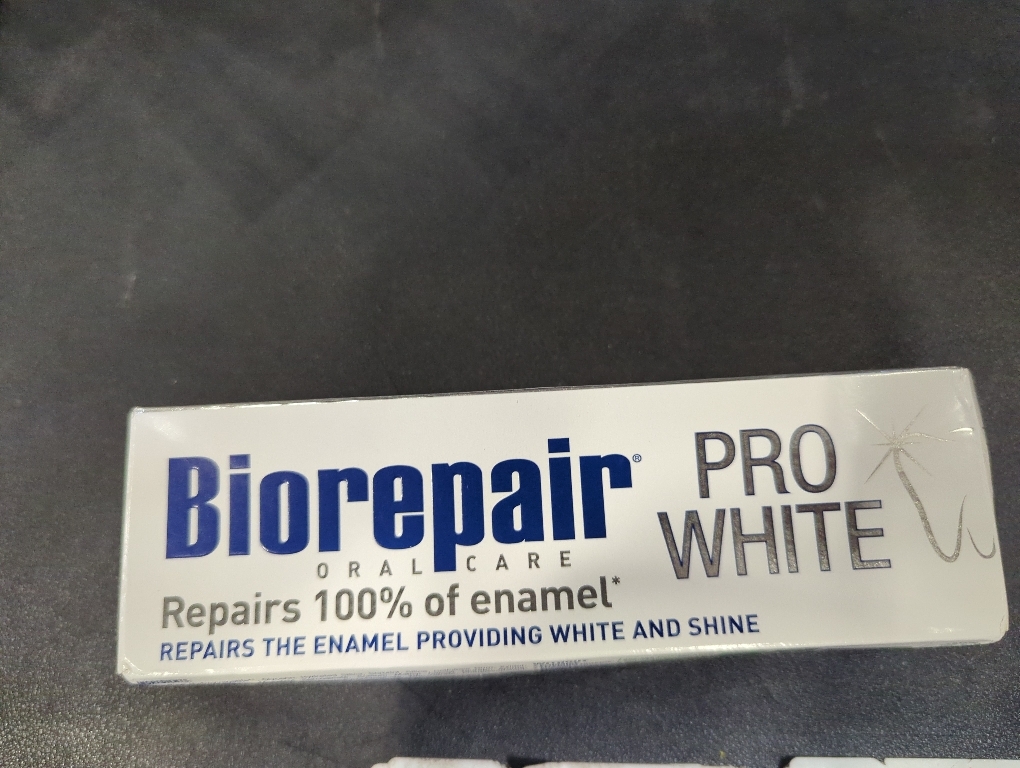 Biorepair®
ORAL CARE
PRO
WHITE
Repairs 100% of enamel*
REPAIRS THE ENAMEL PROVIDING WHITE AND SHINE